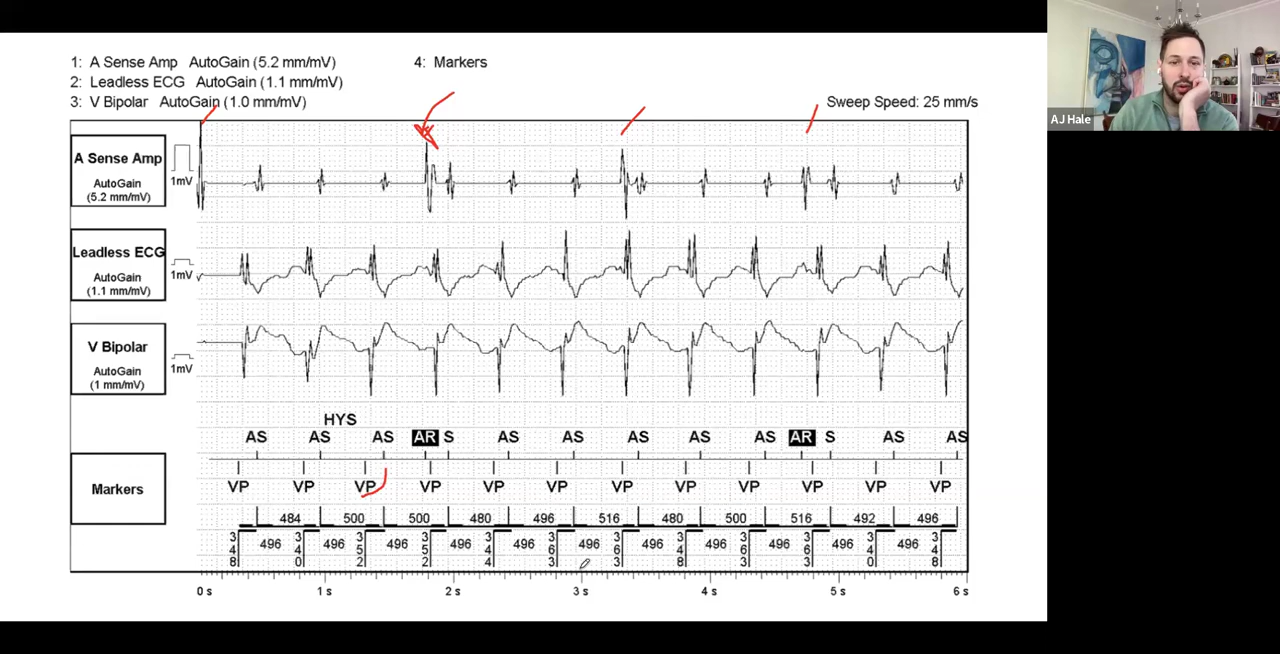 1: A Sense Amp AutoGain (5.2 mm/mV)
4: Markers
2: Leadless ECG AutoGain (1.1 mm/mV)
3: V Bipolar AutoGain (1.0 mm/mV)
Sweep Speed: 25 mm/s
AJ Hale
A Sense Amp
AutoGain
(5.2 mm/mV)
1mV
Leadless ECG
AutoGain
(1.1 mm/mV)
1mV
V Bipolar
AutoGain
(1 mm/mV)
1mV
HYS
AS AS AS AR S AS AS AS AS AS AR S AS AS
Markers
VP VP VP VP VP VP VP VP VP VP VP VP
484 500 500 480 496 516 480 500 516 492 496
348 496 340 496 352 496 352 496 344 496 363 496 363 496 348 496 363 496 363 496 340 496 348
0 s 1 s 2 s 3 s 4 s 5 s 6 s